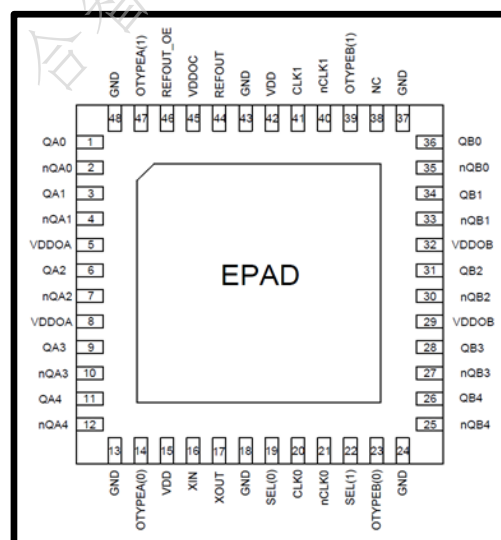 合
GND
OTYPEA(1)
REFOUT_OE
VDDOC
REFOUT
GND
VDD
CLK1
nCLK1
OTYPEB(1)
NC
GND
48 47 46 45 44 43 42 41 40 39 38 37
QA0 1 36 QB0
nQA0 2 35 nQB0
QA1 3 34 QB1
nQA1 4 33 nQB1
VDDOA 5 32 VDDOB
QA2 6 31 QB2
EPAD
nQA2 7 30 nQB2
VDDOA 8 29 VDDOB
QA3 9 28 QB3
nQA3 10 27 nQB3
QA4 11 26 QB4
nQA4 12 25 nQB4
13 14 15 16 17 18 19 20 21 22 23 24
GND
OTYPEA(0)
VDD
XIN
XOUT
GND
SEL(0)
CLK0
nCLK0
SEL(1)
OTYPEB(0)
GND